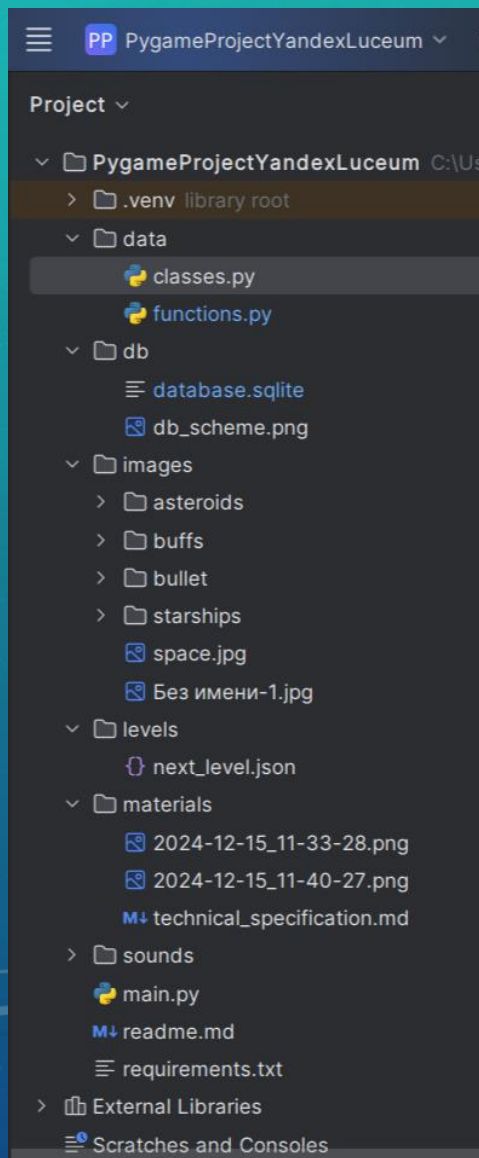 PP PygameProjectYandexLuceum
Project
PygameProjectYandexLuceum C:\Us
.venv library root
data
classes.py
functions.py
db
database.sqlite
db_scheme.png
images
asteroids
buffs
bullet
starships
space.jpg
Без имени-1.jpg
levels
{} next_level.json
materials
2024-12-15_11-33-28.png
2024-12-15_11-40-27.png
M↓ technical_specification.md
sounds
main.py
M↓ readme.md
requirements.txt
External Libraries
Scratches and Consoles